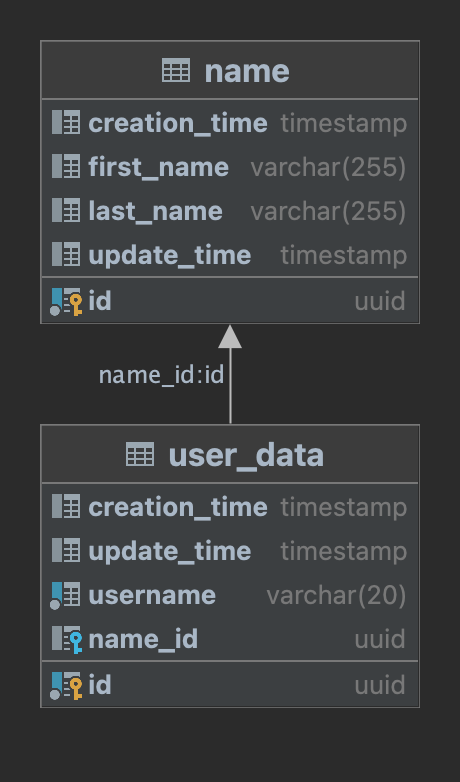 name
creation_time timestamp
first_name varchar(255)
last_name varchar(255)
update_time timestamp
id uuid
name_id:id
user_data
creation_time timestamp
update_time timestamp
username varchar(20)
name_id uuid
id uuid